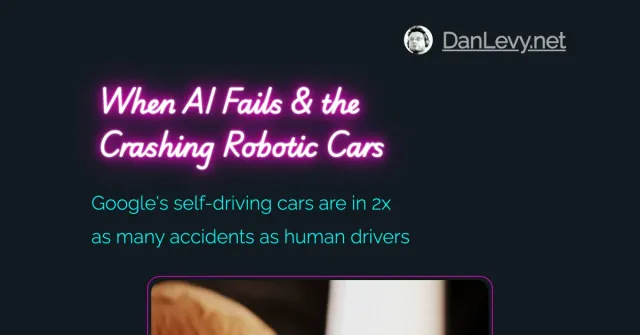 DanLevy.net
When AI Fails & the
Crashing Robotic Cars
Google's self-driving cars are in 2x
as many accidents as human drivers